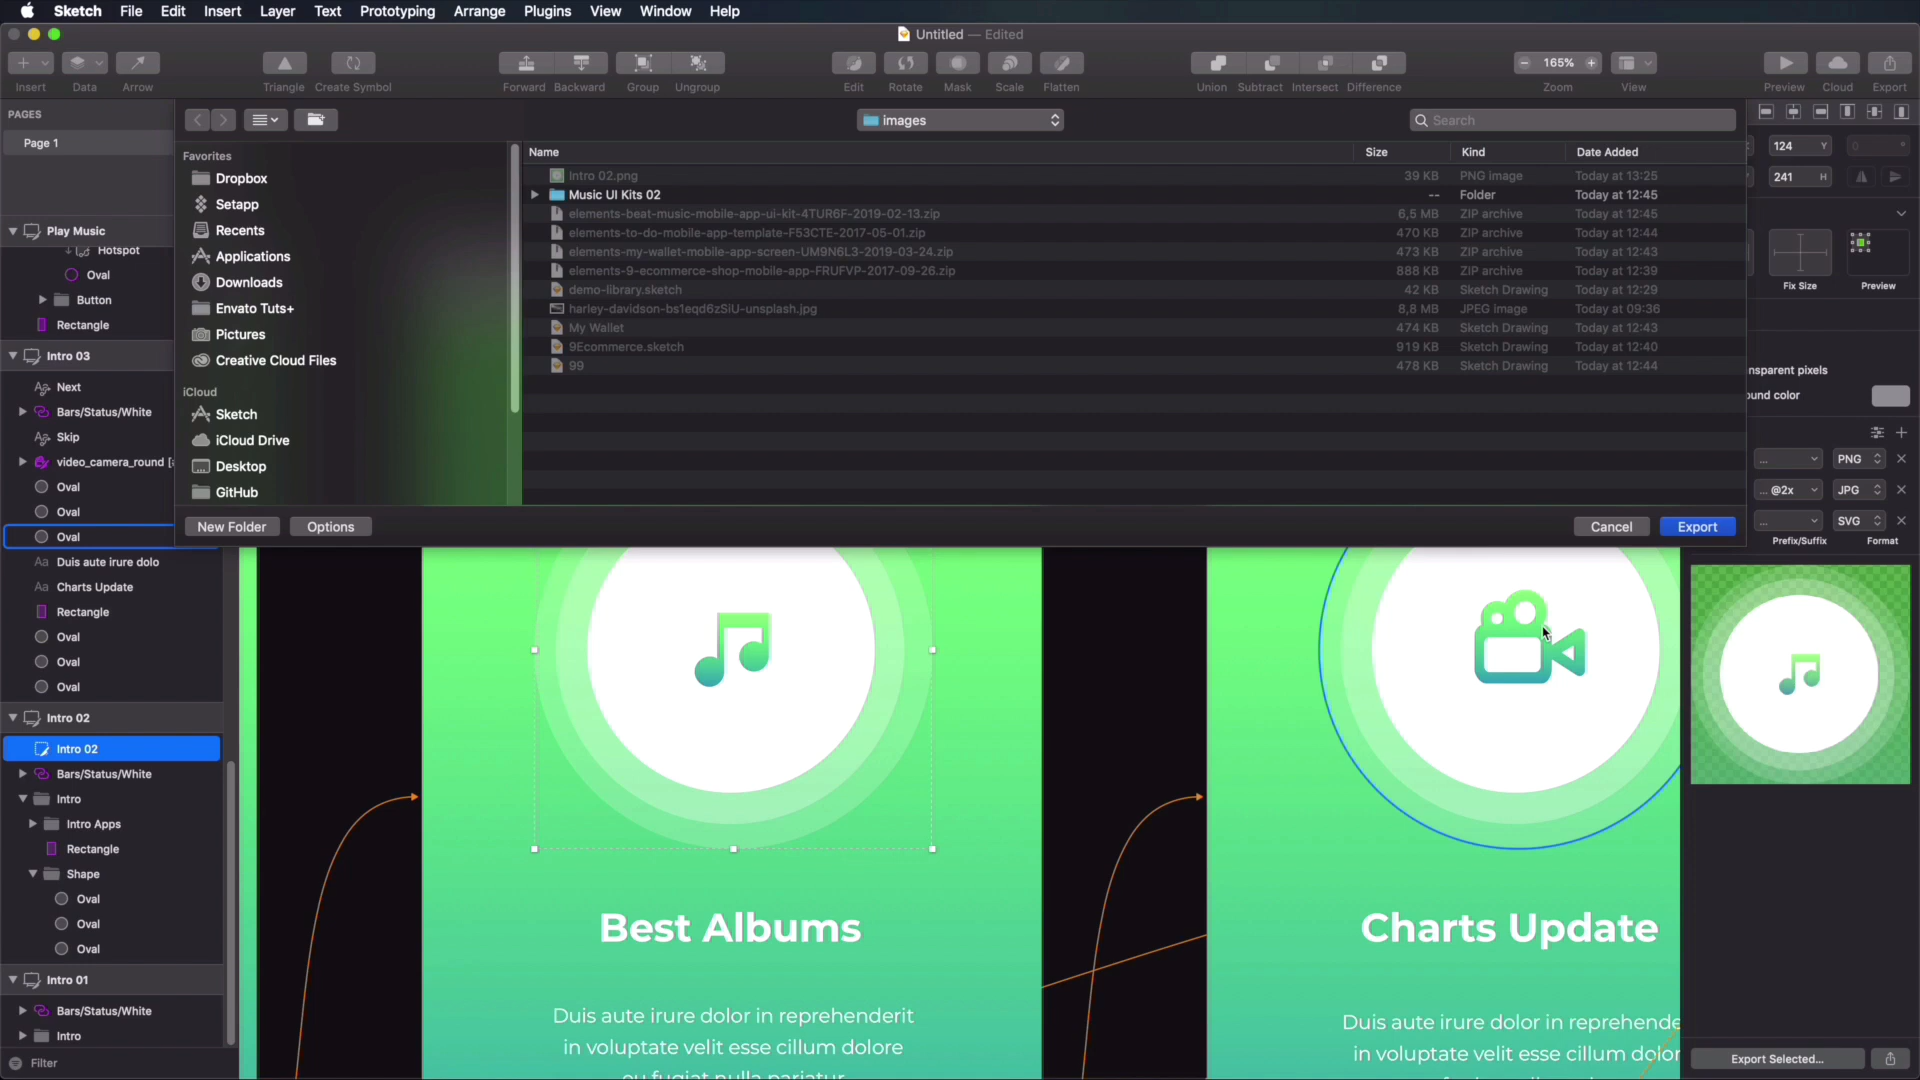 Sketch File Edit Insert Layer Text Prototyping Arrange Plugins View Window Help
Untitled — Edited
165%
Insert Data Arrow Triangle Create Symbol Forward Backward Group Ungroup Edit Rotate Mask Scale Flatten Union Subtract Intersect Difference Zoom View Preview Cloud Export
PAGES
Page 1
Play Music
Hotspot
Oval
Button
Rectangle
Intro 03
Next
Bars/Status/White
Skip
video_camera_round
Oval
Oval
Oval
Duis aute irure dolo
Charts Update
Rectangle
Oval
Oval
Oval
Intro 02
Intro 02
Bars/Status/White
Intro
Intro Apps
Rectangle
Shape
Oval
Oval
Oval
Intro 01
Bars/Status/White
Intro
Filter
images
Search
Favorites
Dropbox
Setapp
Recents
Applications
Downloads
Envato Tuts+
Pictures
Creative Cloud Files
iCloud
Sketch
iCloud Drive
Desktop
GitHub
Name Size Kind Date Added
Intro 02.png 39 KB PNG image Today at 13:25
Music UI Kits 02 -- Folder Today at 12:45
elements-beat-music-mobile-app-ui-kit-4TUR6F-2019-02-13.zip 6,5 MB ZIP archive Today at 12:45
elements-to-do-mobile-app-template-F53CTE-2017-05-01.zip 470 KB ZIP archive Today at 12:44
elements-my-wallet-mobile-app-screen-UM9N6L3-2019-03-24.zip 473 KB ZIP archive Today at 12:43
elements-9-ecommerce-shop-mobile-app-FRUFVP-2017-09-26.zip 888 KB ZIP archive Today at 12:39
demo-library.sketch 42 KB Sketch Drawing Today at 12:29
harley-davidson-bs1eqd6zSiU-unsplash.jpg 8,8 MB JPEG image Today at 09:36
My Wallet 474 KB Sketch Drawing Today at 12:43
9Ecommerce.sketch 919 KB Sketch Drawing Today at 12:40
99 478 KB Sketch Drawing Today at 12:44
New Folder Options Cancel Export
124 Y 0 °
241 H
Fix Size Preview
nsparent pixels
und color
... PNG
... @2x JPG
... SVG
Prefix/Suffix Format
Best Albums
Duis aute irure dolor in reprehenderit
in voluptate velit esse cillum dolore
eu fugiat nulla pariatur.
Charts Update
Duis aute irure dolor in reprehende
in voluptate velit esse cillum dolor
Export Selected...